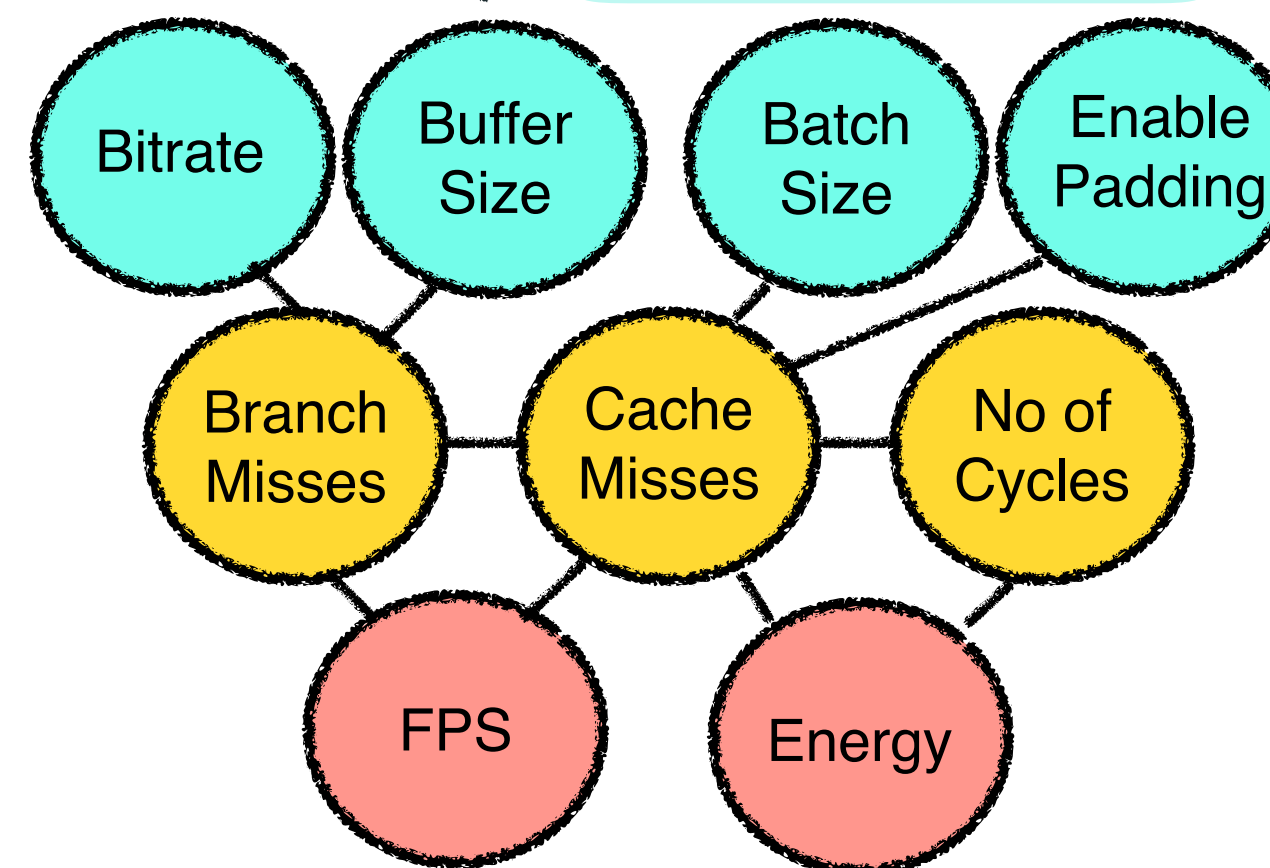 Bitrate
Buffer
Size
Batch
Size
Enable
Padding
Branch
Misses
Cache
Misses
No of
Cycles
FPS
Energy